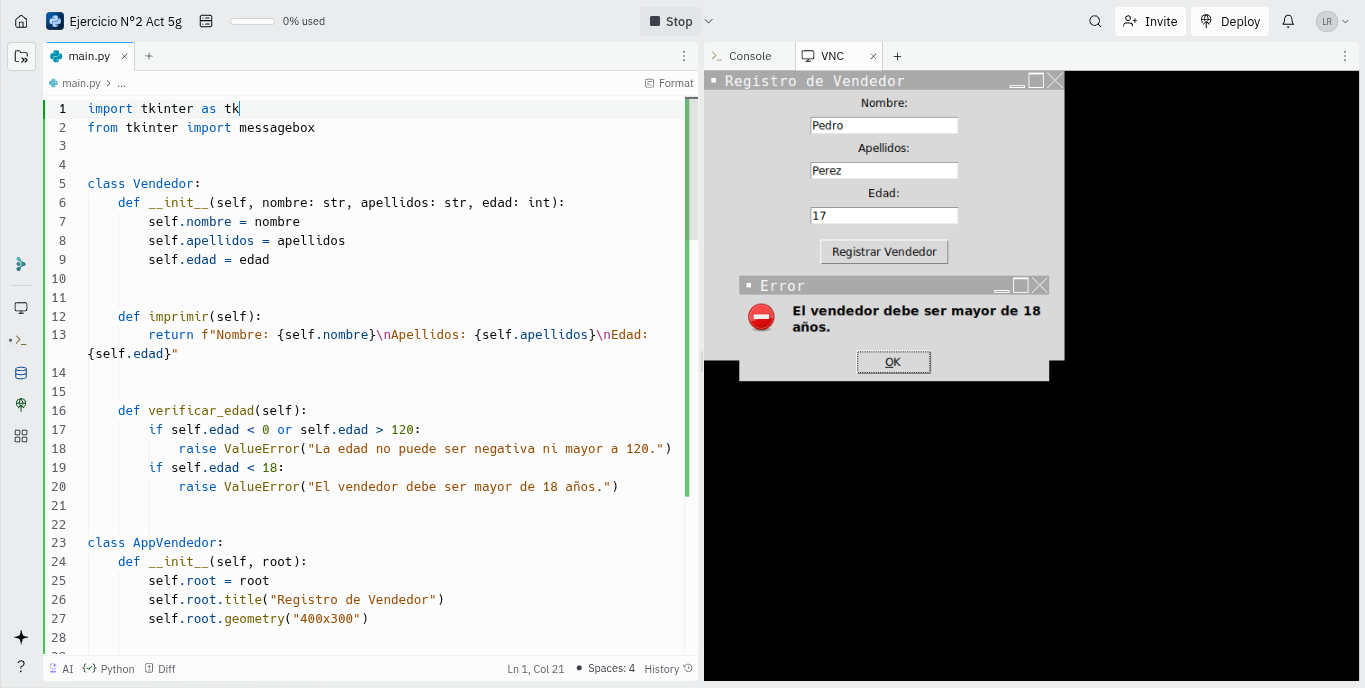 Ejercicio Nº2 Act 5g
0% used
Stop
Invite
Deploy
LR
main.py
Console
VNC
main.py > ...
Format
1 import tkinter as tk
2 from tkinter import messagebox
3
4
5 class Vendedor:
6 def __init__(self, nombre: str, apellidos: str, edad: int):
7 self.nombre = nombre
8 self.apellidos = apellidos
9 self.edad = edad
10
11
12 def imprimir(self):
13 return f"Nombre: {self.nombre}\nApellidos: {self.apellidos}\nEdad:
{self.edad}"
14
15
16 def verificar_edad(self):
17 if self.edad < 0 or self.edad > 120:
18 raise ValueError("La edad no puede ser negativa ni mayor a 120.")
19 if self.edad < 18:
20 raise ValueError("El vendedor debe ser mayor de 18 años.")
21
22
23 class AppVendedor:
24 def __init__(self, root):
25 self.root = root
26 self.root.title("Registro de Vendedor")
27 self.root.geometry("400x300")
28
AI
Python
Diff
Ln 1, Col 21
Spaces: 4
History
Registro de Vendedor
Nombre:
Pedro
Apellidos:
Perez
Edad:
17
Registrar Vendedor
Error
El vendedor debe ser mayor de 18
años.
OK